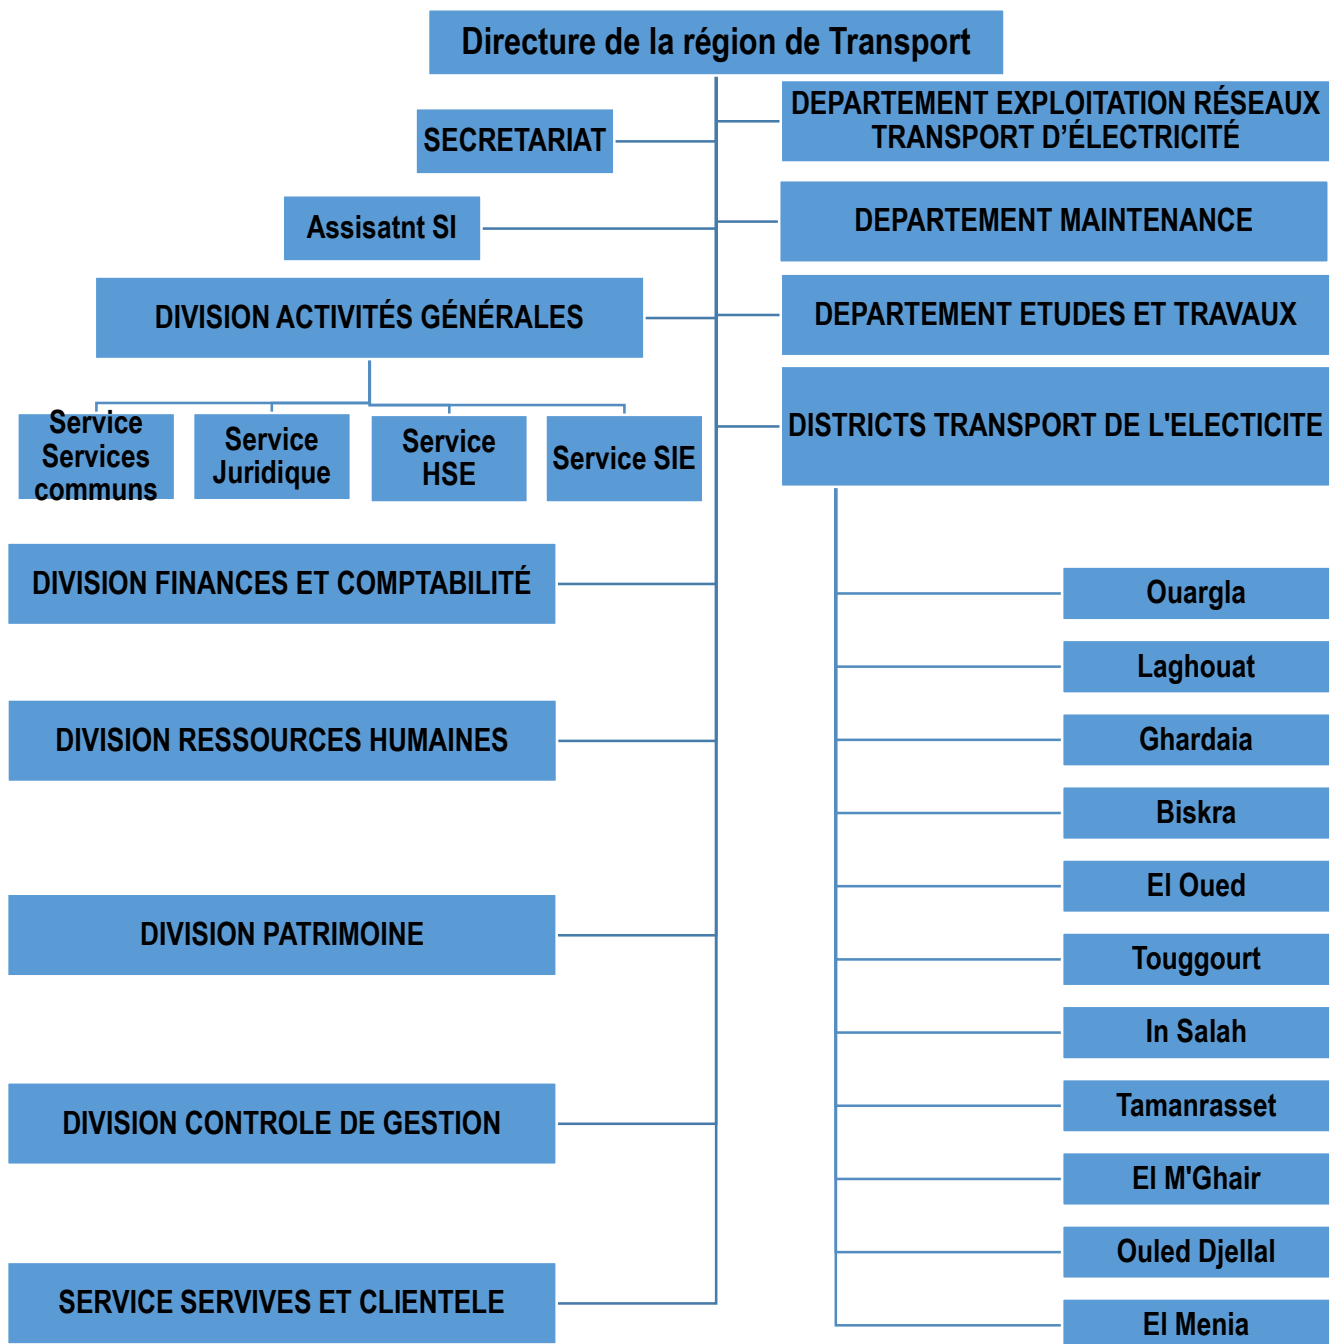 Directure de la région de Transport
SECRETARIAT
Assisatnt SI
DIVISION ACTIVITÉS GÉNÉRALES
Service
Services
communs
Service
Juridique
Service
HSE
Service SIE
DIVISION FINANCES ET COMPTABILITÉ
DIVISION RESSOURCES HUMAINES
DIVISION PATRIMOINE
DIVISION CONTROLE DE GESTION
SERVICE SERVIVES ET CLIENTELE
DEPARTEMENT EXPLOITATION RÉSEAUX
TRANSPORT D’ÉLECTRICITÉ
DEPARTEMENT MAINTENANCE
DEPARTEMENT ETUDES ET TRAVAUX
DISTRICTS TRANSPORT DE L'ELECTICITE
Ouargla
Laghouat
Ghardaia
Biskra
El Oued
Touggourt
In Salah
Tamanrasset
El M'Ghair
Ouled Djellal
El Menia